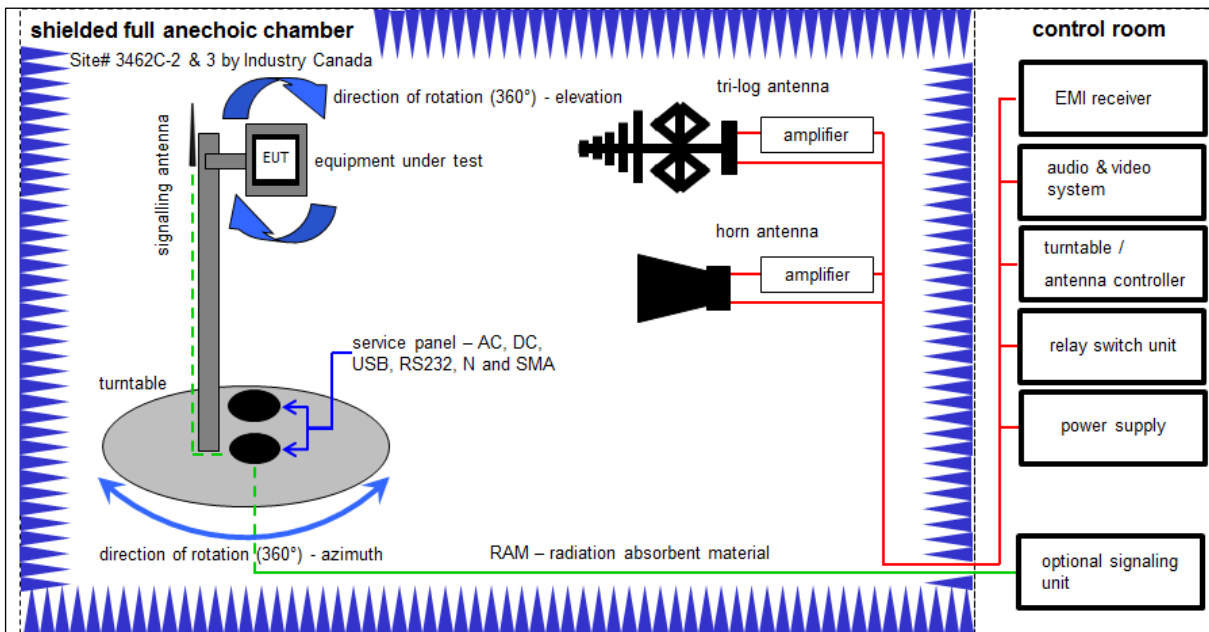 shielded full anechoic chamber
Site# 3462C-2 & 3 by Industry Canada
direction of rotation (360°) - elevation
EUT
equipment under test
signalling antenna
tri-log antenna
amplifier
horn antenna
amplifier
service panel – AC, DC,
USB, RS232, N and SMA
turntable
direction of rotation (360°) - azimuth
RAM – radiation absorbent material
control room
EMI receiver
audio & video
system
turntable /
antenna controller
relay switch unit
power supply
optional signaling
unit